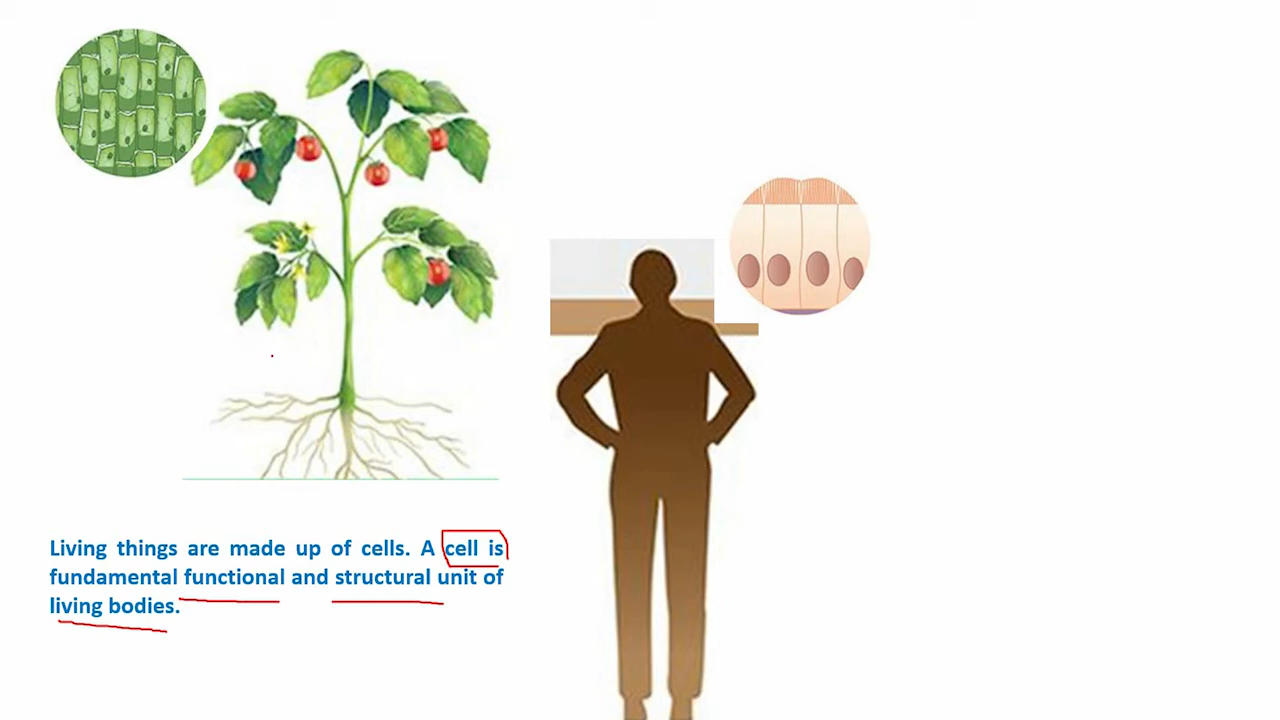 Living things are made up of cells. A cell is
fundamental functional and structural unit of
living bodies.